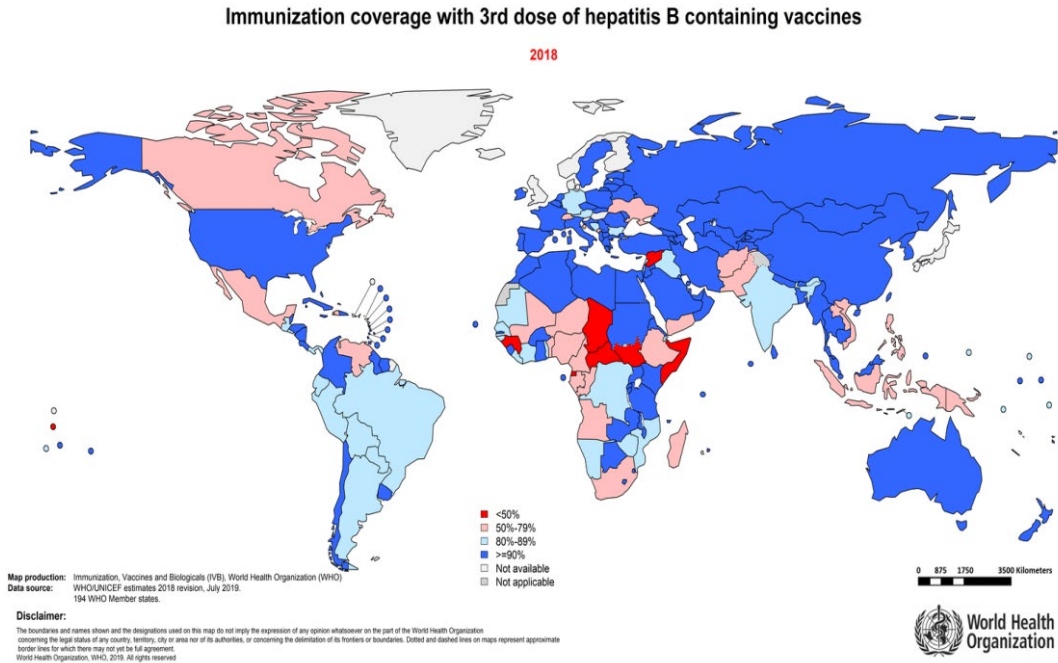 Immunization coverage with 3rd dose of hepatitis B containing vaccines
2018
<50%
50%-79%
80%-89%
>=90%
Not available
Not applicable
Map production: Immunization, Vaccines and Biologicals (IVB), World Health Organization (WHO)
Data source: WHO/UNICEF estimates 2018 revision, July 2019.
194 WHO Member states.
0 875 1750 3500 Kilometers
Disclaimer:
The boundaries and names shown and the designations used on this map do not imply the expression of any opinion whatsoever on the part of the World Health Organization
concerning the legal status of any country, territory, city or area nor of its authorities, or concerning the delimitation of its frontiers or boundaries. Dotted and dashed lines on maps represent approximate
border lines for which there may not yet be full agreement.
World Health Organization, WHO, 2019. All rights reserved
World Health
Organization